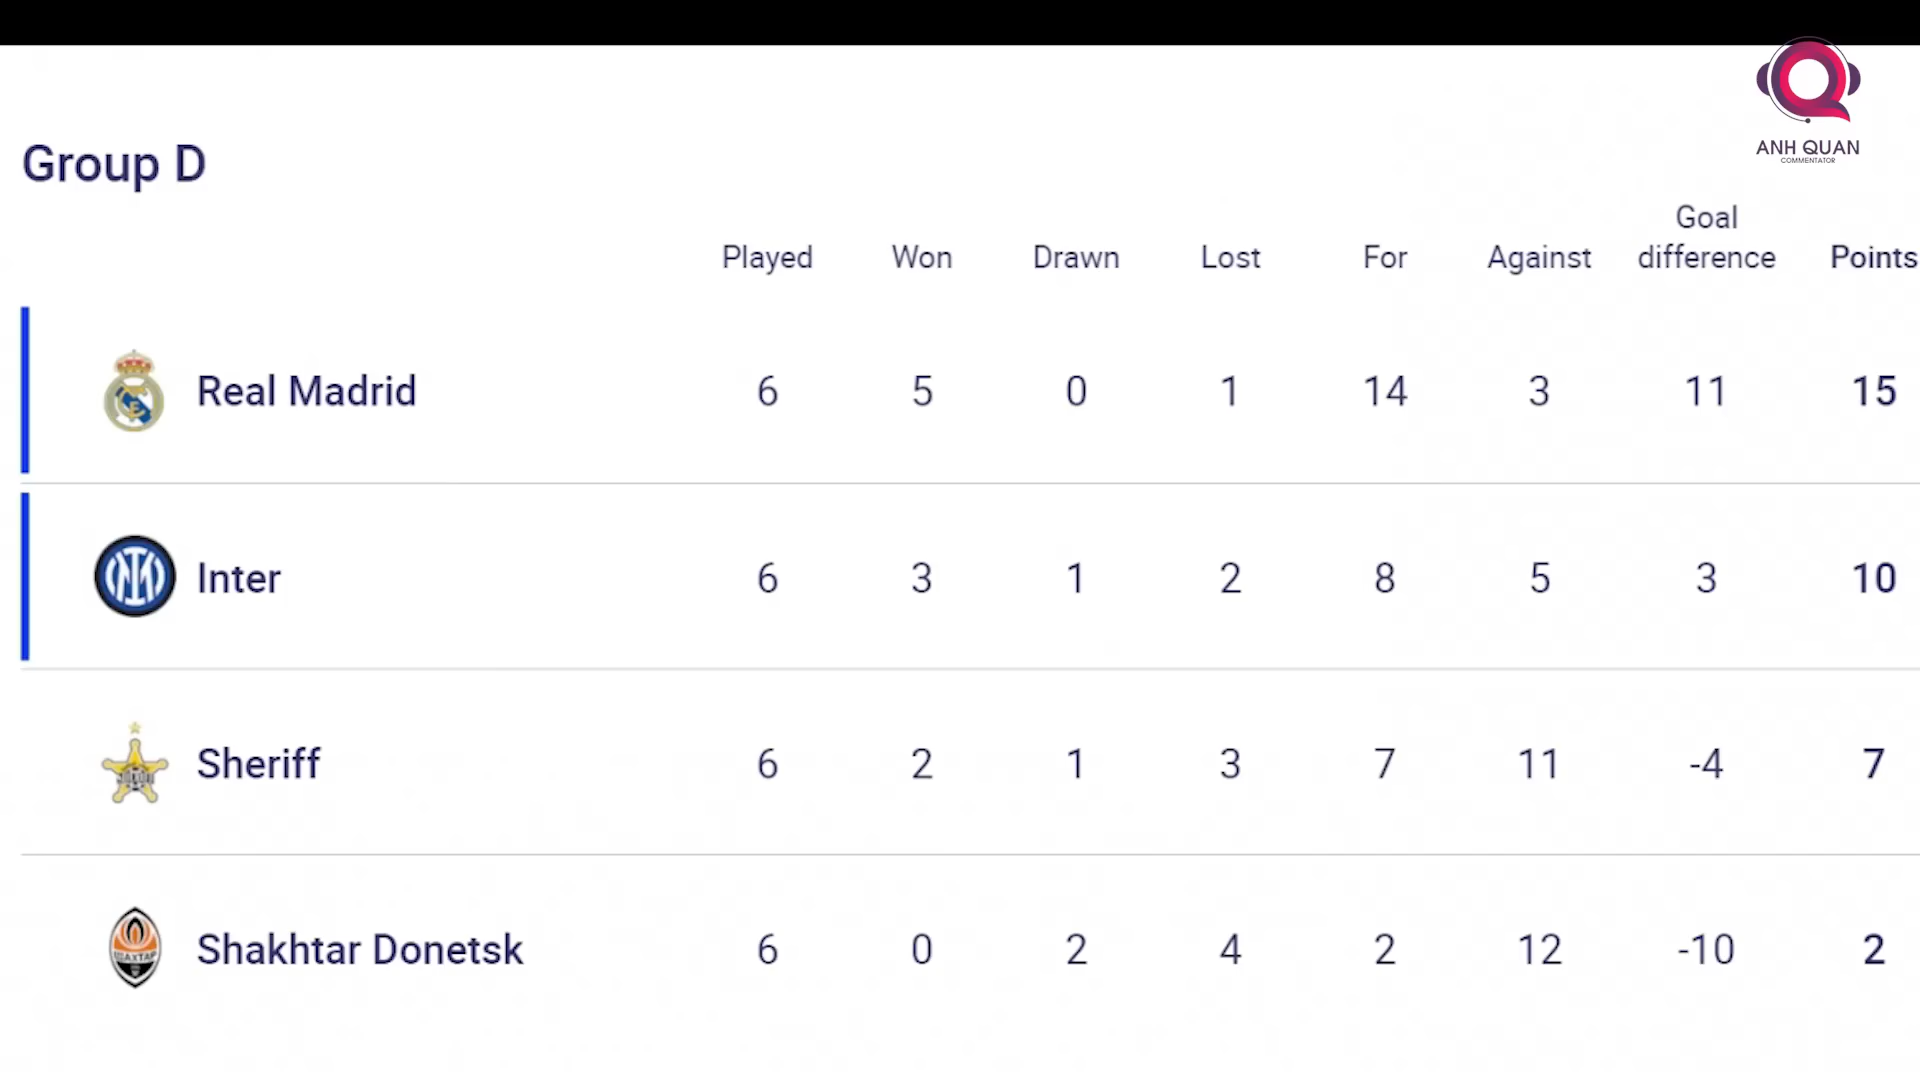 ANH QUAN
COMMENTATOR
Group D
Played Won Drawn Lost For Against Goal difference Points
Real Madrid 6 5 0 1 14 3 11 15
Inter 6 3 1 2 8 5 3 10
Sheriff 6 2 1 3 7 11 -4 7
Shakhtar Donetsk 6 0 2 4 2 12 -10 2